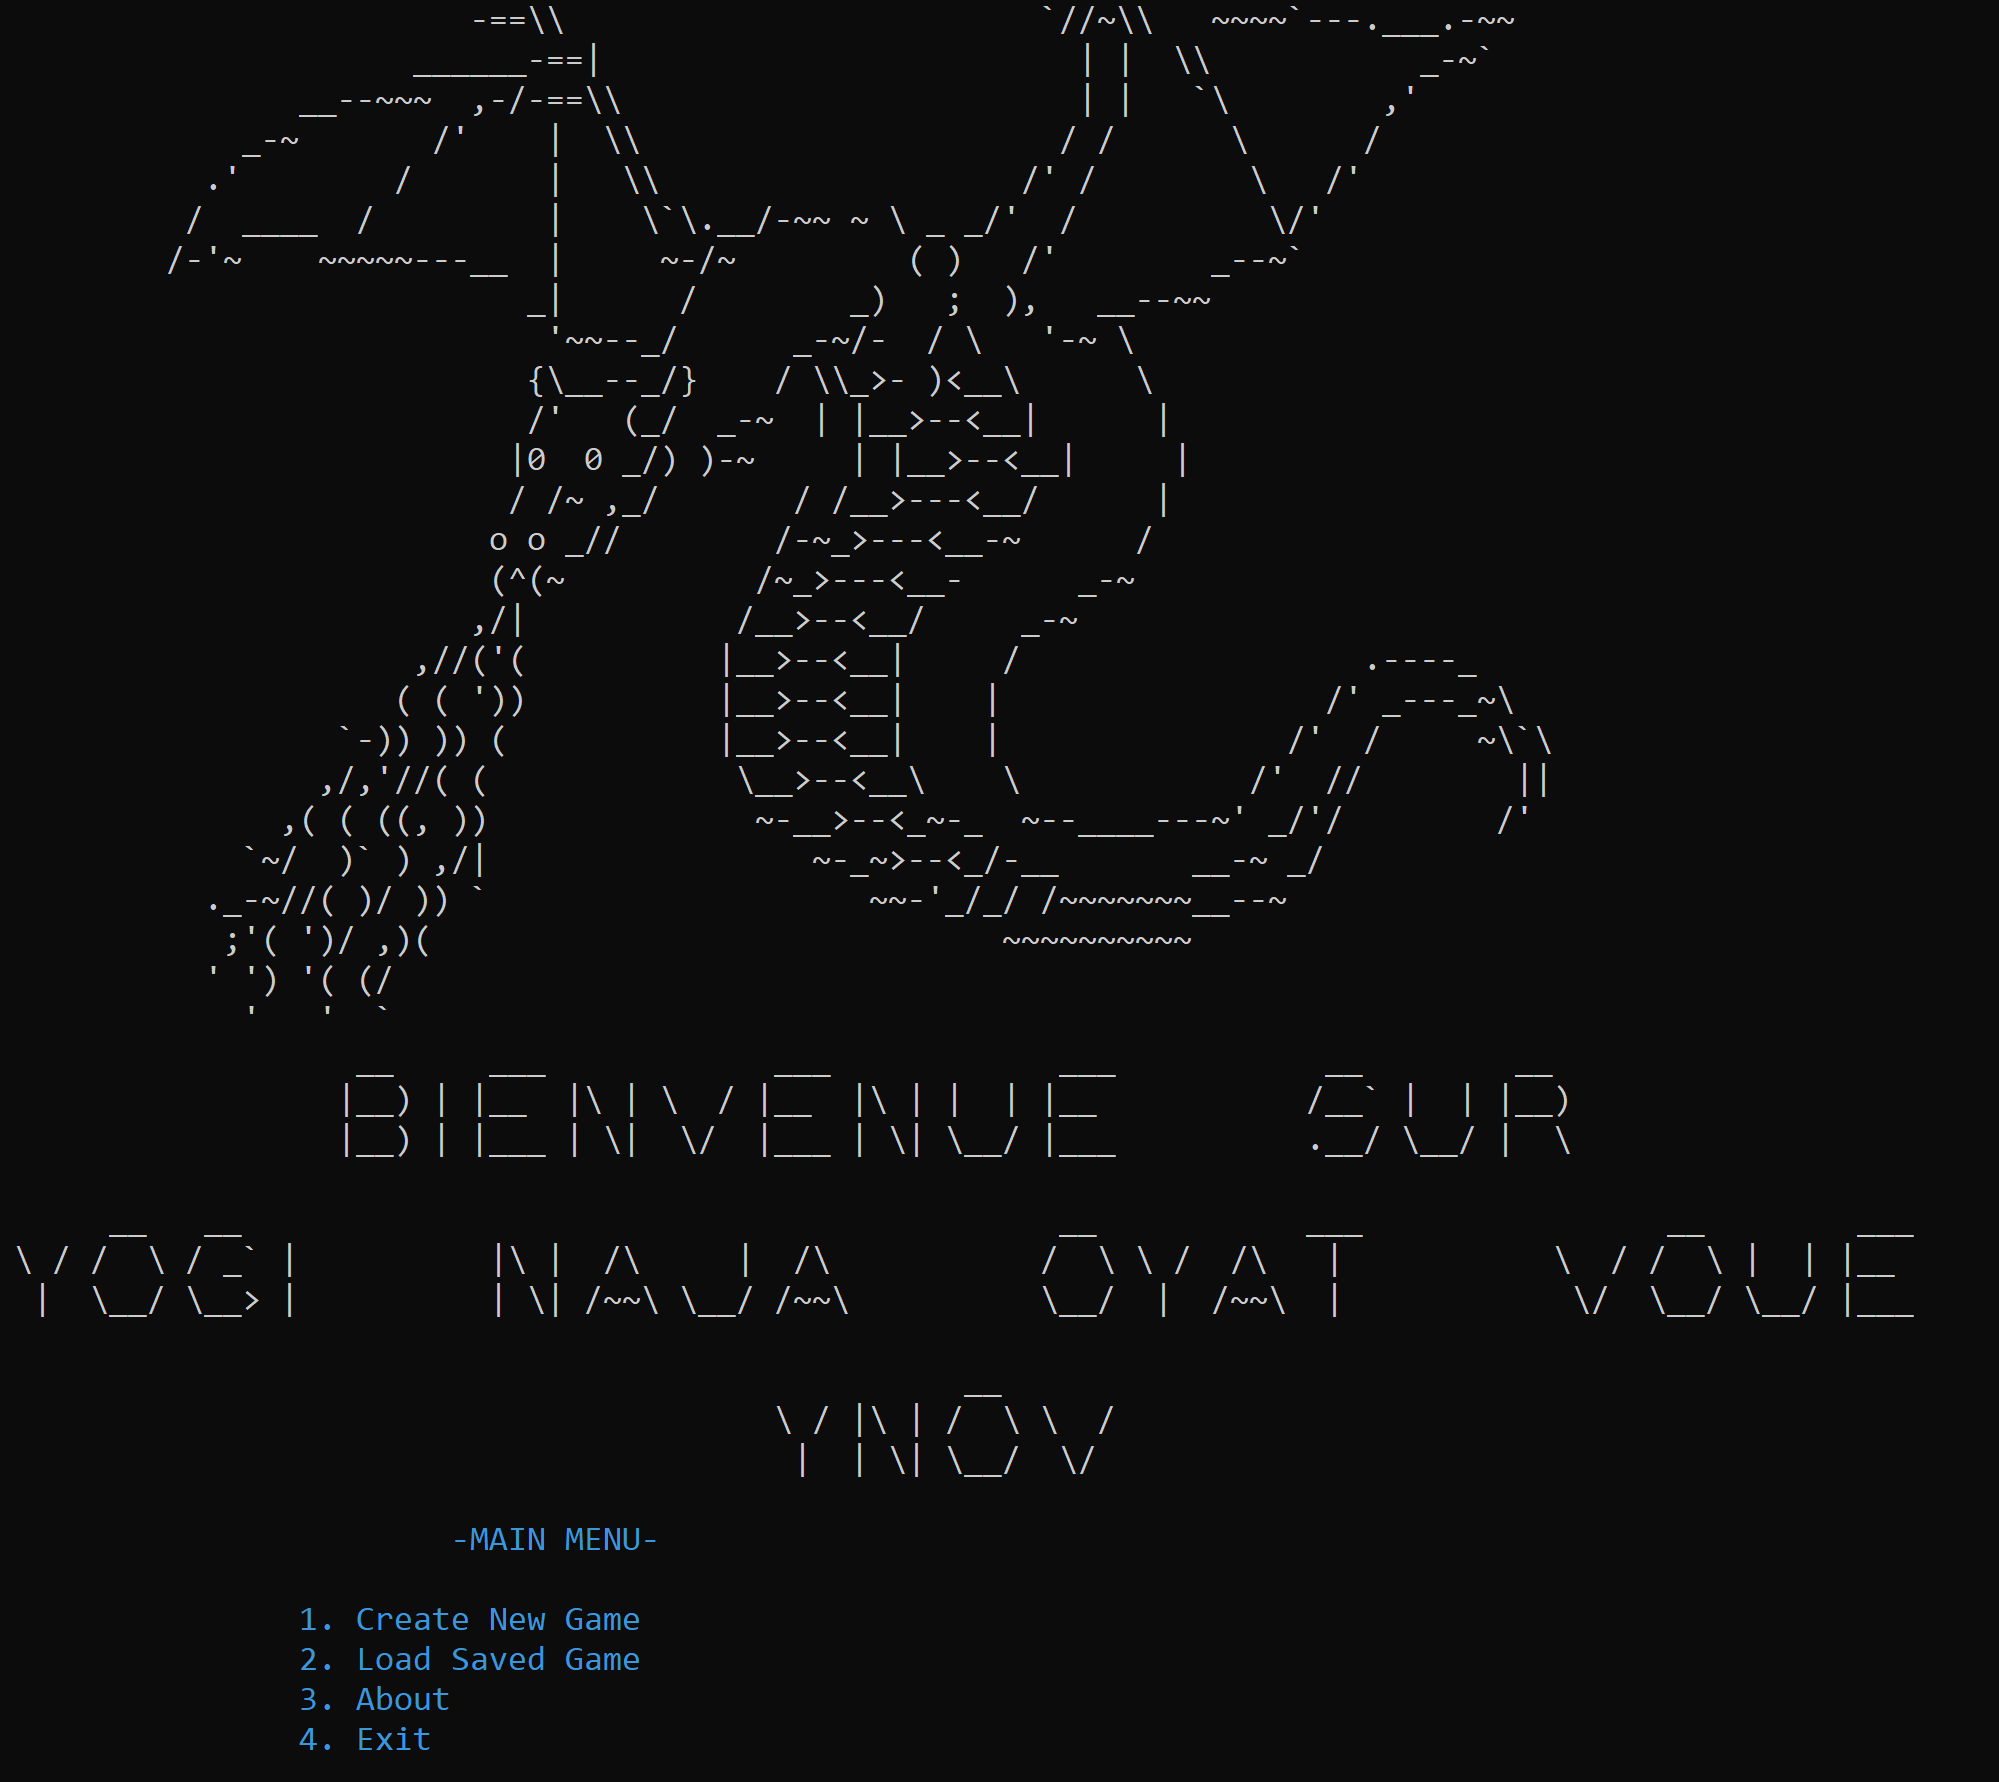 BIENVENUE SUR
YOGI NAJA OYAT VOUE
YNOV
-MAIN MENU-
1. Create New Game
2. Load Saved Game
3. About
4. Exit